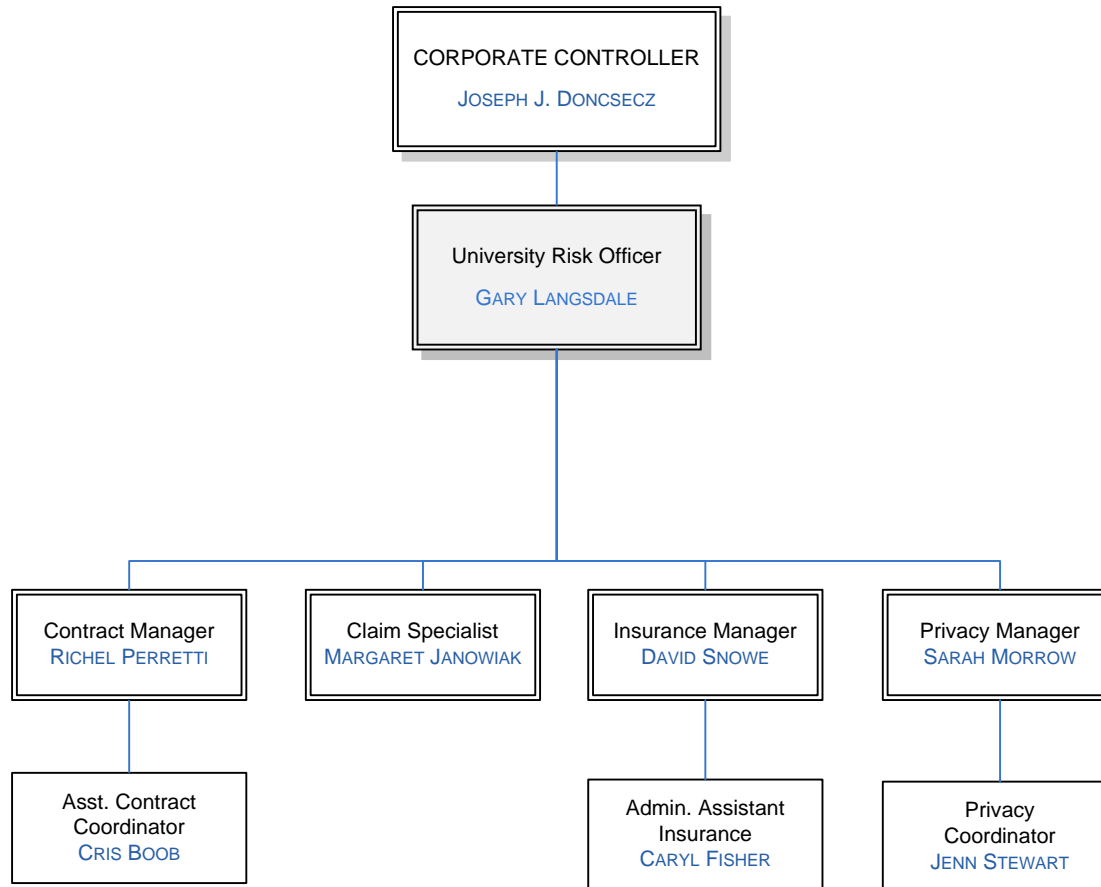 CORPORATE CONTROLLER
JOSEPH J. DONCSECZ
University Risk Officer
GARY LANGSDALE
Contract Manager
RICHEL PERRETTI
Claim Specialist
MARGARET JANOWIAK
Insurance Manager
DAVID SNOWE
Privacy Manager
SARAH MORROW
Asst. Contract
Coordinator
CRIS BOOB
Admin. Assistant
Insurance
CARYL FISHER
Privacy
Coordinator
JENN STEWART